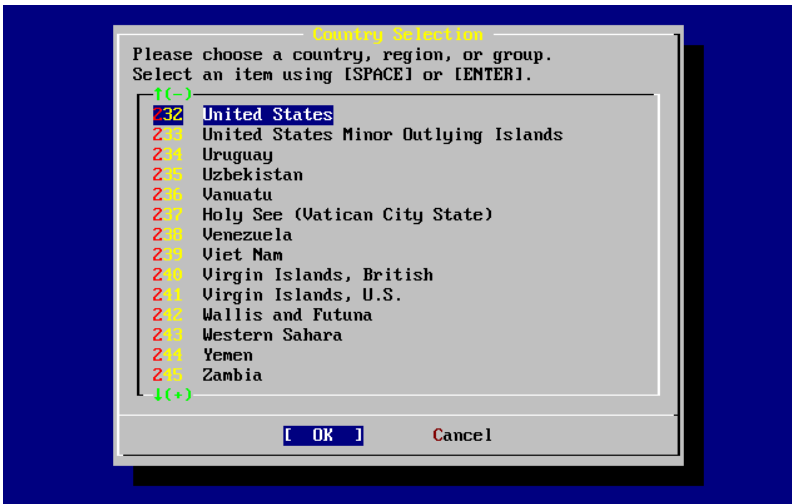 Country Selection
Please choose a country, region, or group.
Select an item using [SPACE] or [ENTER].
↑(-)
232 United States
233 United States Minor Outlying Islands
234 Uruguay
235 Uzbekistan
236 Vanuatu
237 Holy See (Vatican City State)
238 Venezuela
239 Viet Nam
240 Virgin Islands, British
241 Virgin Islands, U.S.
242 Wallis and Futuna
243 Western Sahara
244 Yemen
245 Zambia
↓(+)
[ OK ] Cancel